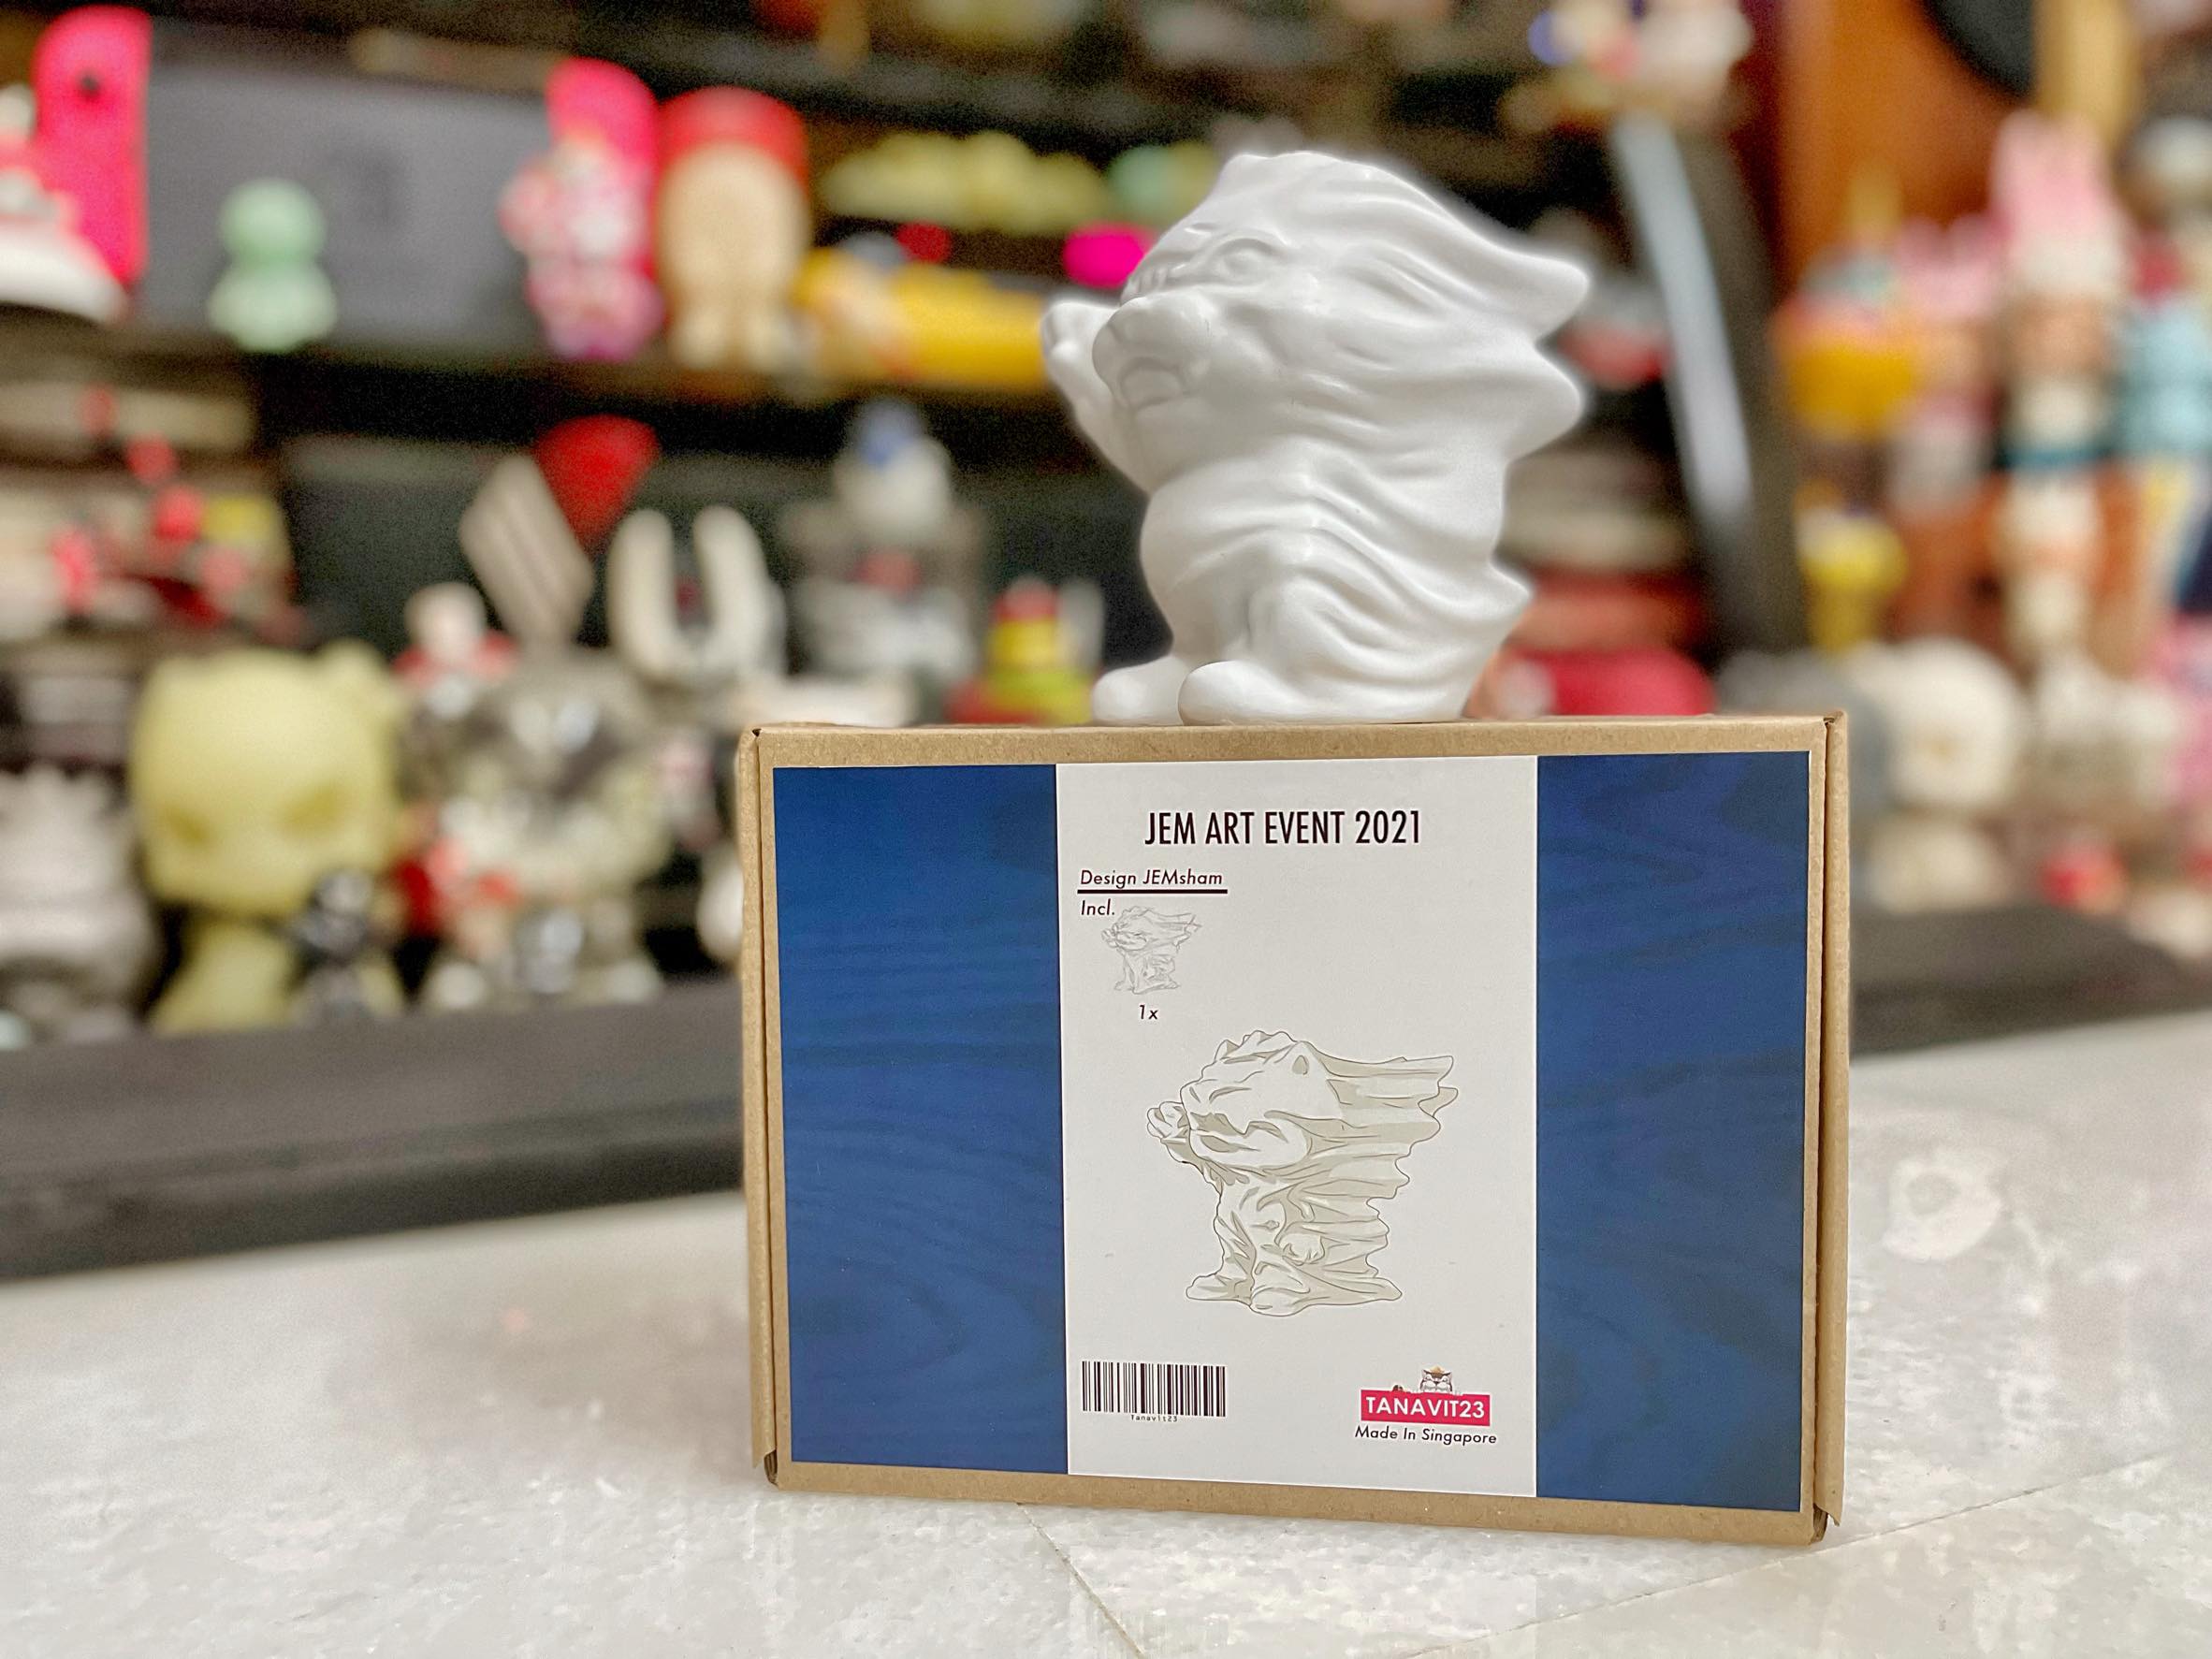 JEM ART EVENT 2021
Design JEMsham
Incl.
1x
Tanavit23
TANAVIT23
Made In Singapore